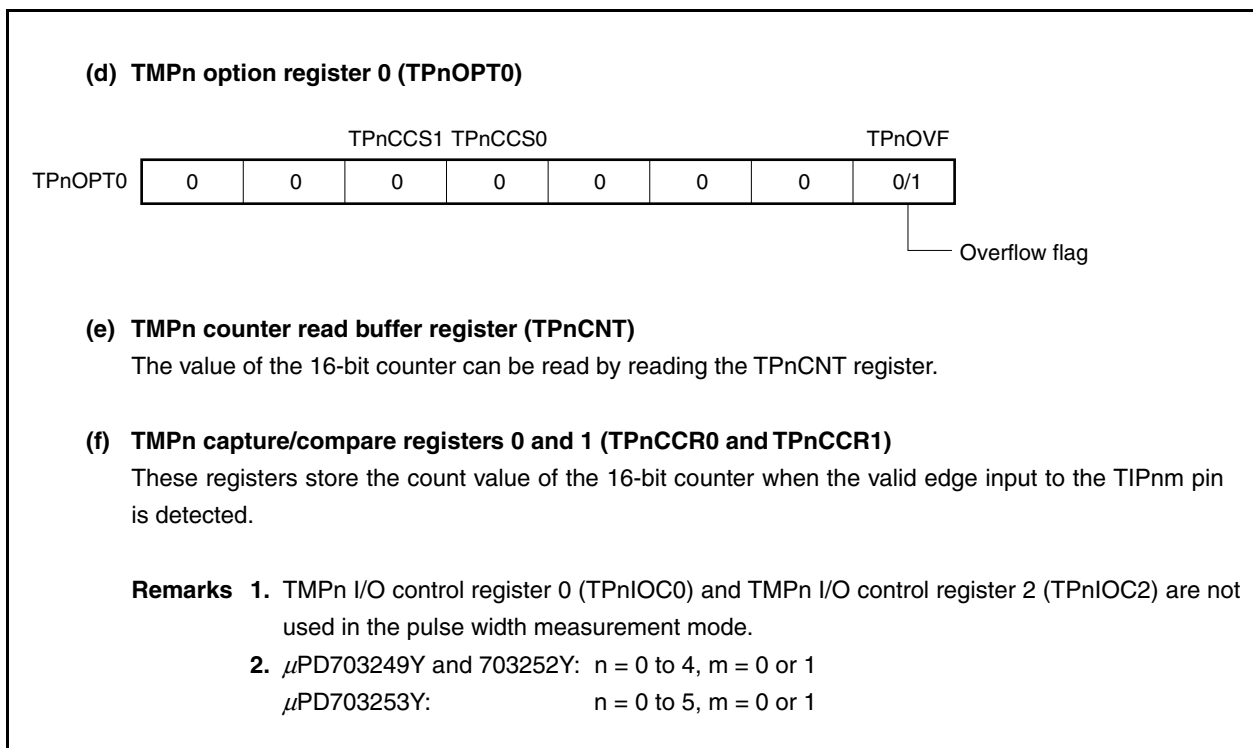 (d) TMPn option register 0 (TPnOPT0)
TPnCCS1 TPnCCS0 TPnOVF
TPnOPT0 0 0 0 0 0 0 0 0/1
Overflow flag
(e) TMPn counter read buffer register (TPnCNT)
The value of the 16-bit counter can be read by reading the TPnCNT register.
(f) TMPn capture/compare registers 0 and 1 (TPnCCR0 and TPnCCR1)
These registers store the count value of the 16-bit counter when the valid edge input to the TIPnm pin
is detected.
Remarks 1. TMPn I/O control register 0 (TPnIOC0) and TMPn I/O control register 2 (TPnIOC2) are not
used in the pulse width measurement mode.
2. μPD703249Y and 703252Y: n = 0 to 4, m = 0 or 1
μPD703253Y: n = 0 to 5, m = 0 or 1